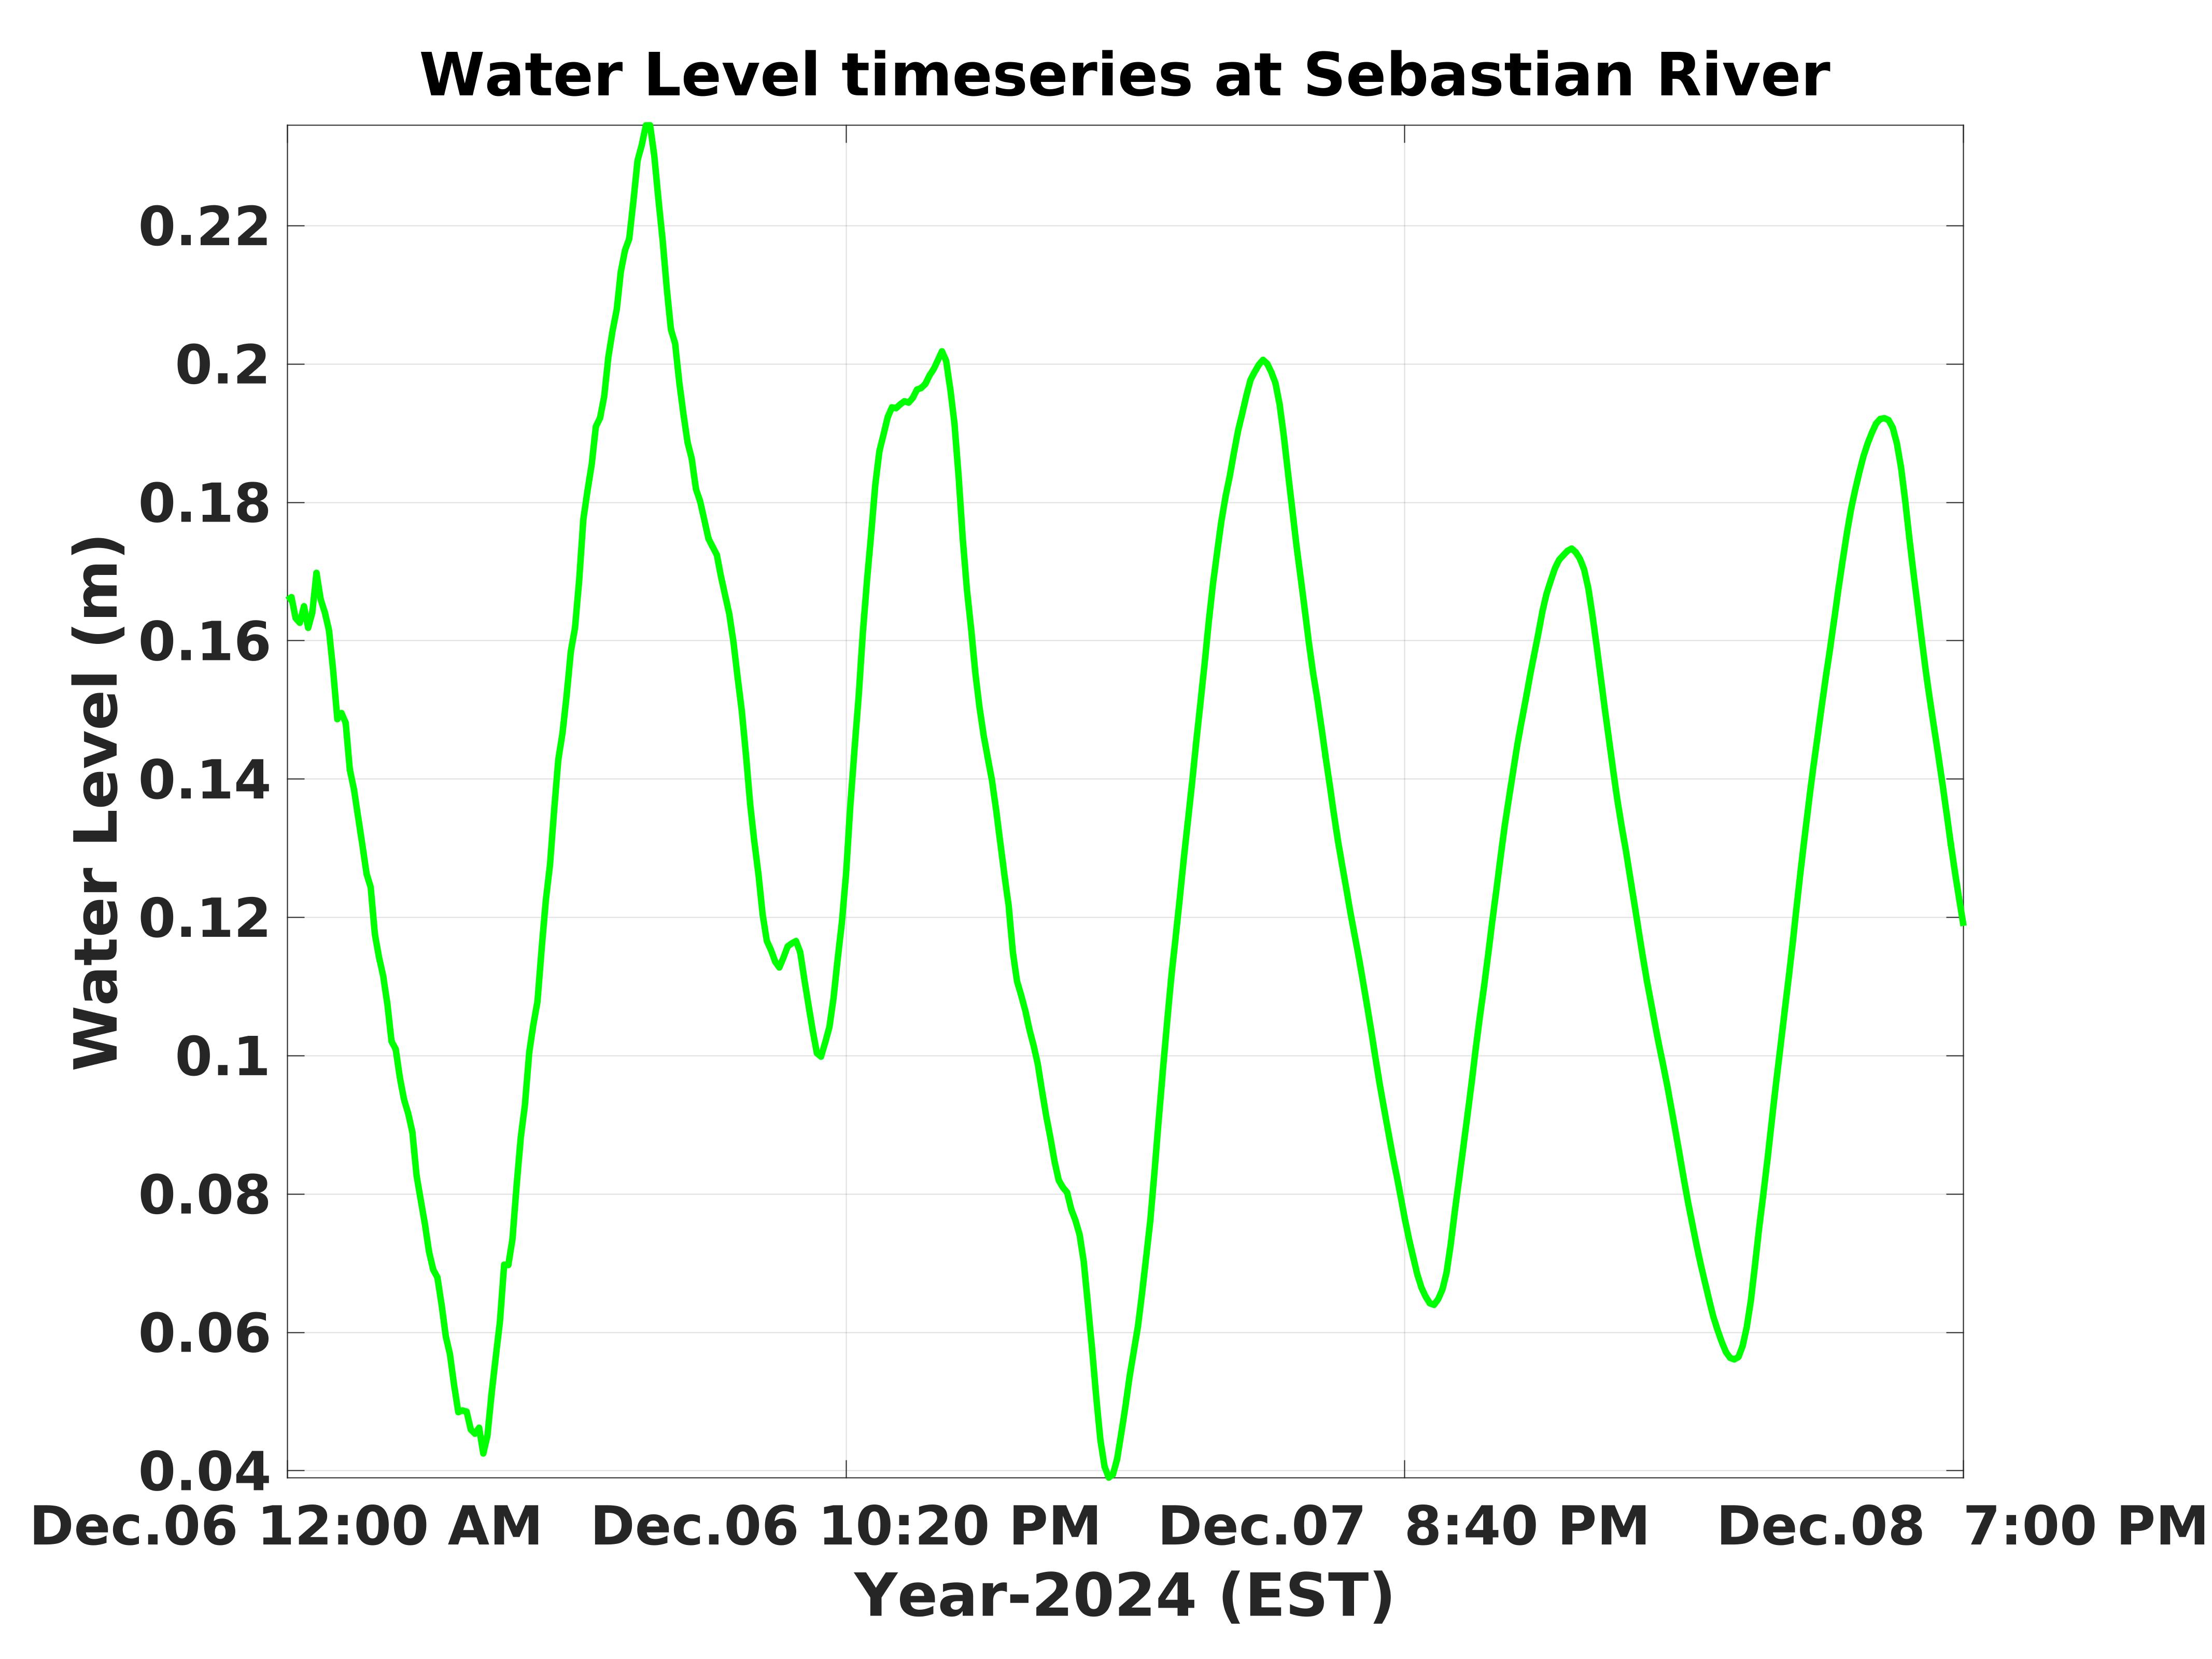 Water Level timeseries at Sebastian River
Water Level (m)
0.22
0.2
0.18
0.16
0.14
0.12
0.1
0.08
0.06
0.04
Dec.06 12:00 AM Dec.06 10:20 PM Dec.07 8:40 PM Dec.08 7:00 PM
Year-2024 (EST)